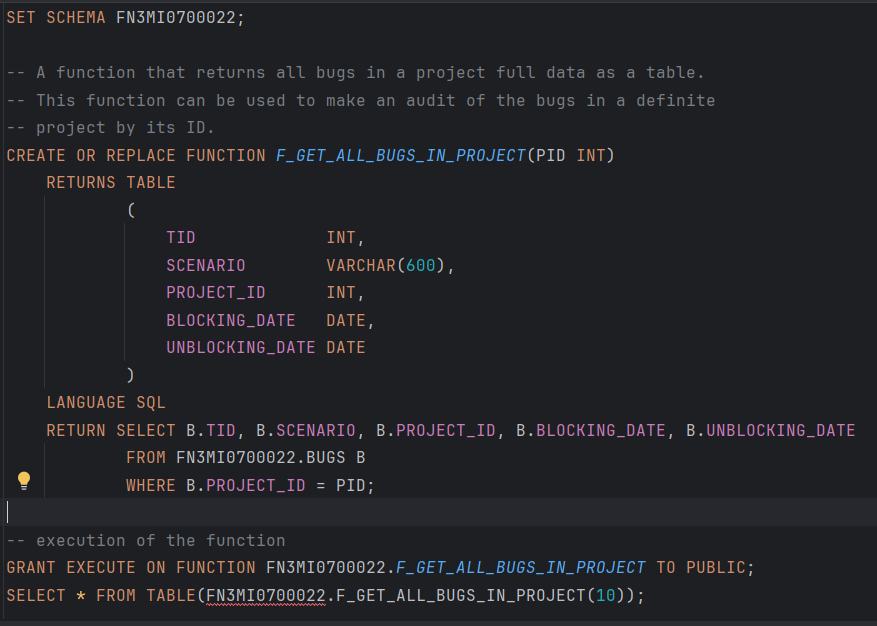 SET SCHEMA FN3MI0700022;
-- A function that returns all bugs in a project full data as a table.
-- This function can be used to make an audit of the bugs in a definite
-- project by its ID.
CREATE OR REPLACE FUNCTION F_GET_ALL_BUGS_IN_PROJECT(PID INT)
    RETURNS TABLE
            (
                TID             INT,
                SCENARIO        VARCHAR(600),
                PROJECT_ID      INT,
                BLOCKING_DATE   DATE,
                UNBLOCKING_DATE DATE
            )
    LANGUAGE SQL
    RETURN SELECT B.TID, B.SCENARIO, B.PROJECT_ID, B.BLOCKING_DATE, B.UNBLOCKING_DATE
            FROM FN3MI0700022.BUGS B
            WHERE B.PROJECT_ID = PID;
-- execution of the function
GRANT EXECUTE ON FUNCTION FN3MI0700022.F_GET_ALL_BUGS_IN_PROJECT TO PUBLIC;
SELECT * FROM TABLE(FN3MI0700022.F_GET_ALL_BUGS_IN_PROJECT(10));